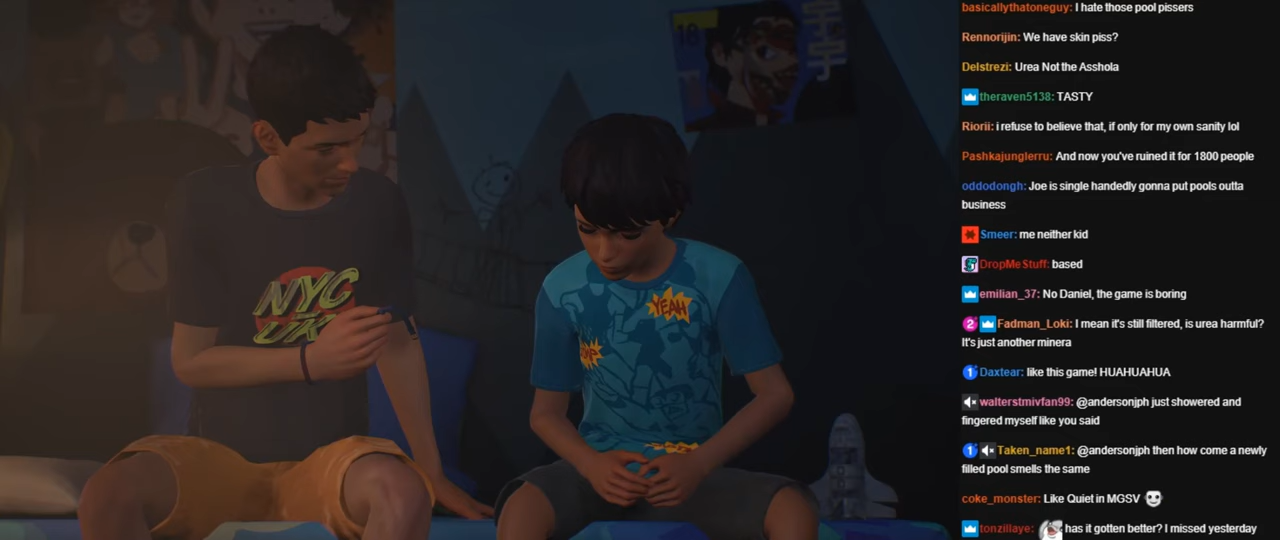 18
宇
宙
NYC
UK
YEAH
basicallythatoneguy: I hate those pool pissers
Rennorijin: We have skin piss?
Delstrezi: Urea Not the Asshola
theraven5138: TASTY
Riorii: i refuse to believe that, if only for my own sanity lol
Pashkajunglerru: And now you've ruined it for 1800 people
oddodongh: Joe is single handedly gonna put pools outta
business
Smeer: me neither kid
DropMeStuff: based
emilian_37: No Daniel, the game is boring
2 Fadman_Loki: I mean it's still filtered, is urea harmful?
It's just another minera
1 Daxtear: like this game! HUAHUAHUA
walterstmivfan99: @andersonjph just showered and
fingered myself like you said
1 Taken_name1: @andersonjph then how come a newly
filled pool smells the same
coke_monster: Like Quiet in MGSV
tonzillaye: has it gotten better? I missed yesterday